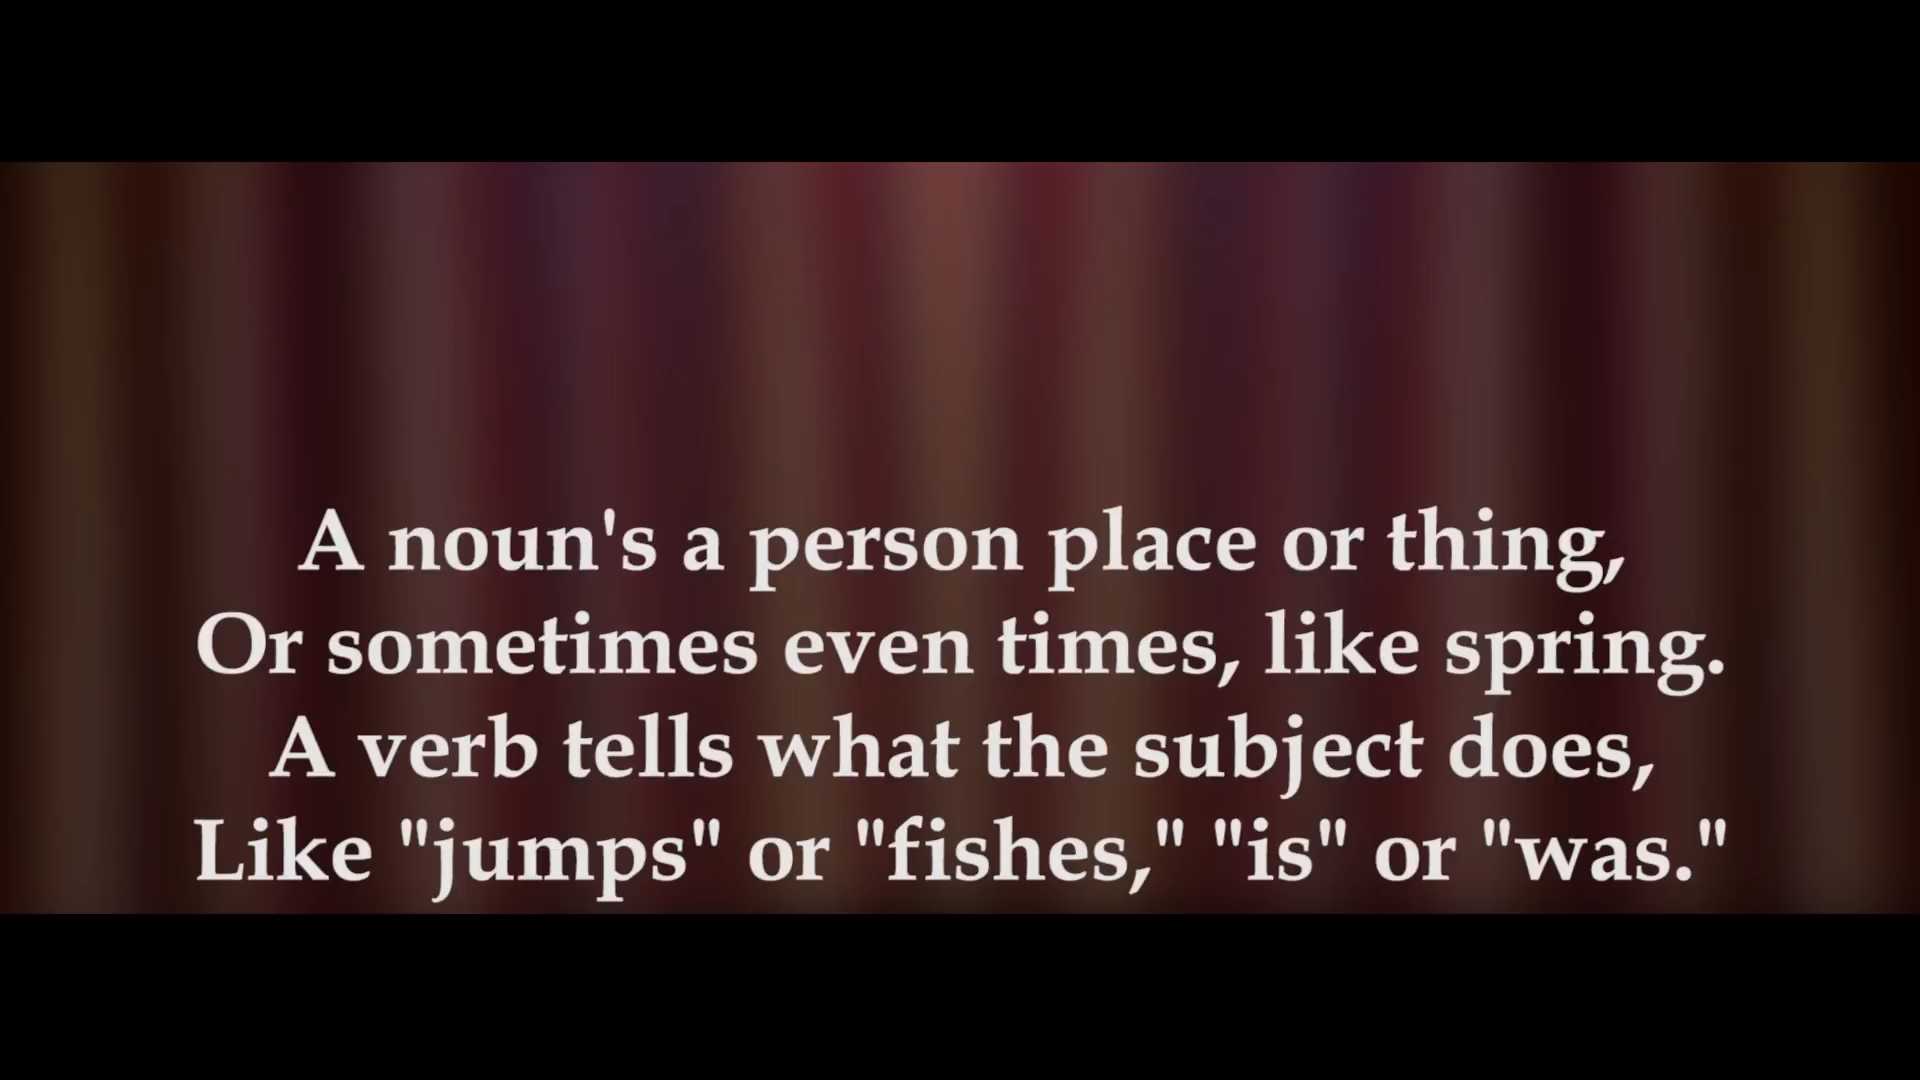 A noun's a person place or thing,
Or sometimes even times, like spring.
A verb tells what the subject does,
Like "jumps" or "fishes," "is" or "was."